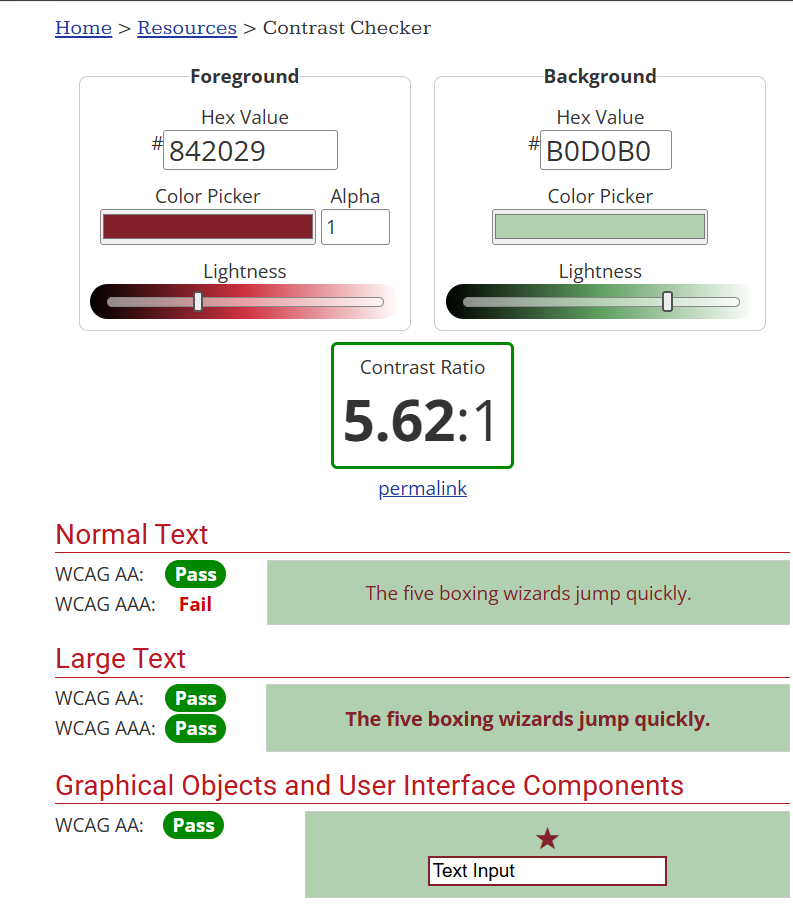 Home > Resources > Contrast Checker
Foreground
Hex Value
#842029
Color Picker Alpha
1
Lightness
Background
Hex Value
#B0D0B0
Color Picker
Lightness
Contrast Ratio
5.62:1
permalink
Normal Text
WCAG AA: Pass
WCAG AAA: Fail
The five boxing wizards jump quickly.
Large Text
WCAG AA: Pass
WCAG AAA: Pass
The five boxing wizards jump quickly.
Graphical Objects and User Interface Components
WCAG AA: Pass
Text Input